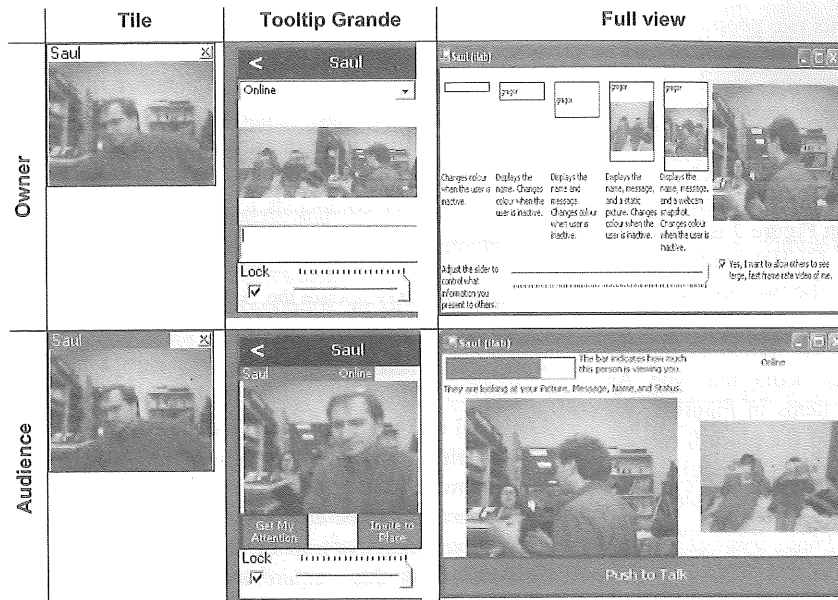 Tile
Tooltip Grande
Full view
Owner
Saul
X
<
Saul
Online
Lock
Saul (ilab)
gregor
gregor
gregor
gregor
Changes colour
when the user is
inactive.
Displays the
name. Changes
colour when the
user is inactive.
Displays the
name and
message.
Changes colour
when user is
inactive.
Displays the
name, message,
and a static
picture. Changes
colour when the
user is inactive.
Displays the
name, message,
and a webcam
snapshot.
Changes colour
when the user is
inactive.
Adjust the slider to
control what
information you
present to others.
Yes, I want to allow others to see
large, fast frame rate video of me.
Audience
Saul
X
<
Saul
Saul
Online
Get My
Attention
Invite to
Place
Lock
Saul (ilab)
The bar indicates how much
this person is viewing you.
Online
They are looking at your Picture, Message, Name, and Status.
Push to Talk